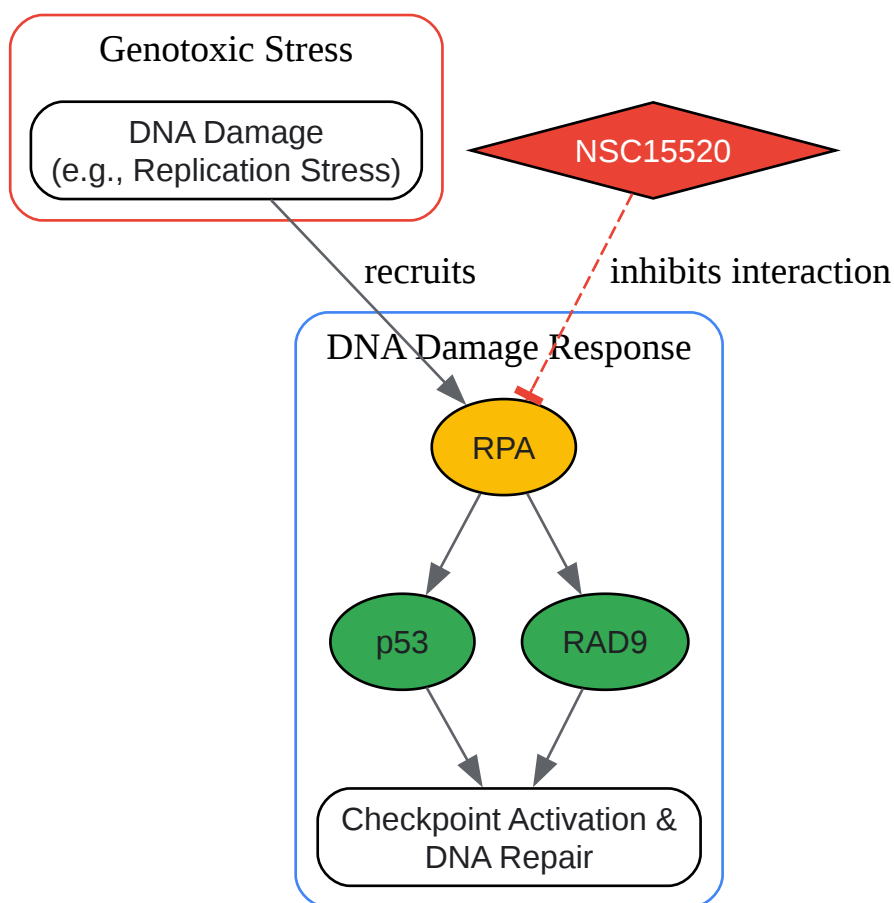 Genotoxic Stress
DNA Damage
(e.g., Replication Stress)
NSC15520
recruits
inhibits interaction
DNA Damage Response
RPA
p53
RAD9
Checkpoint Activation &
DNA Repair